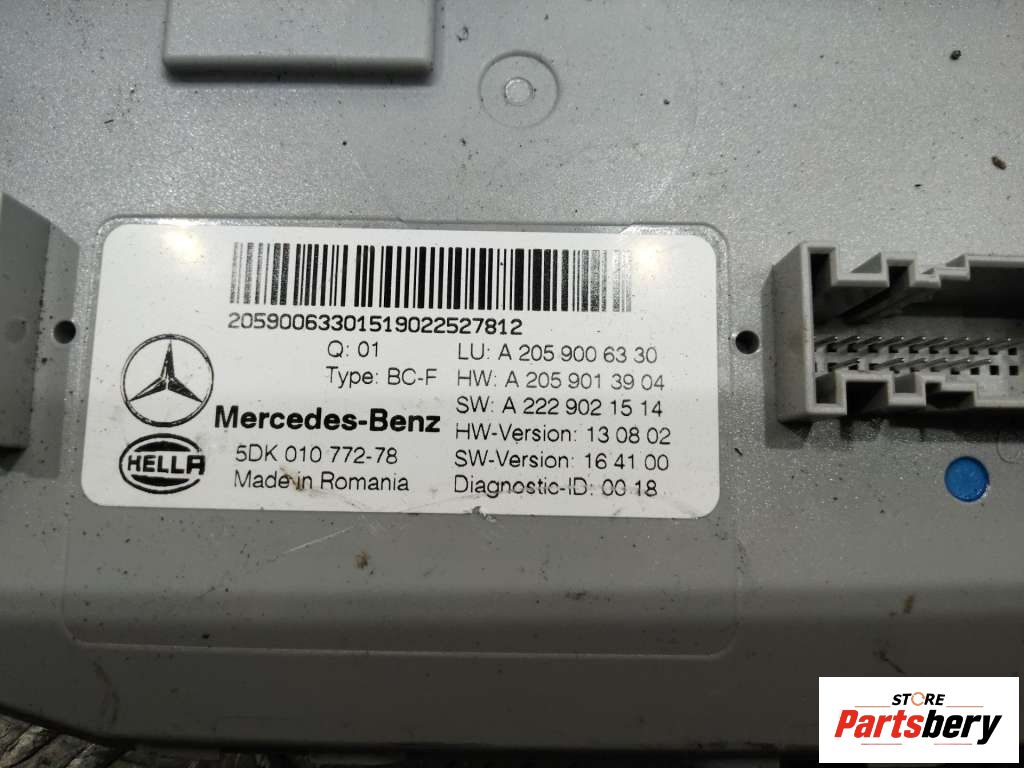 20590063301519022527812
Q: 01 LU: A 205 900 63 30
Type: BC-F HW: A 205 901 39 04
Mercedes-Benz SW: A 222 902 15 14
HW-Version: 13 08 02
HELLA 5DK 010 772-78 SW-Version: 16 41 00
Made in Romania Diagnostic-ID: 00 18
STORE
Partsbery